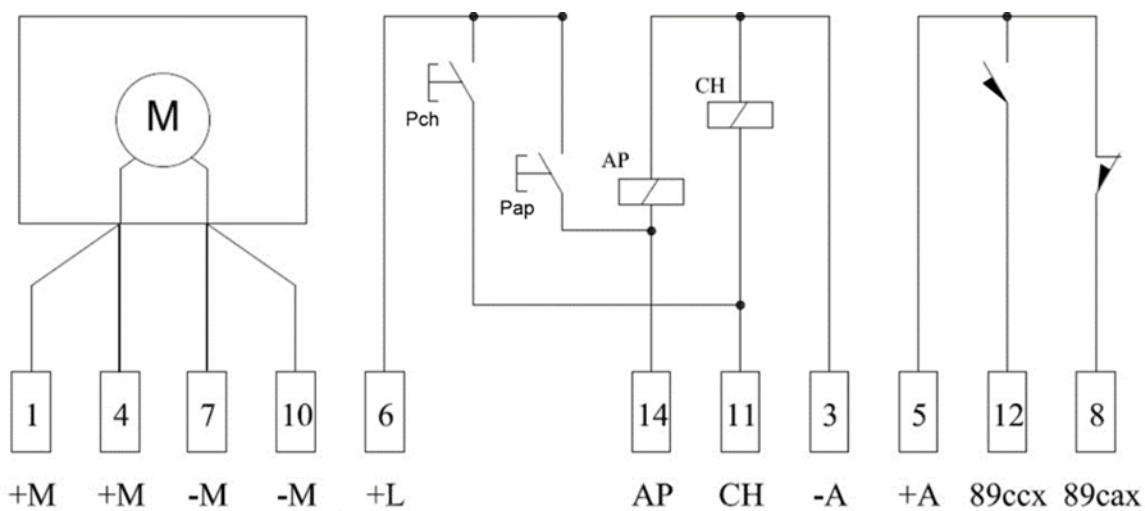 M
Pch
CH
AP
Pap
1 4 7 10 6 14 11 3 5 12 8
+M +M -M -M +L AP CH -A +A 89ccx 89cax